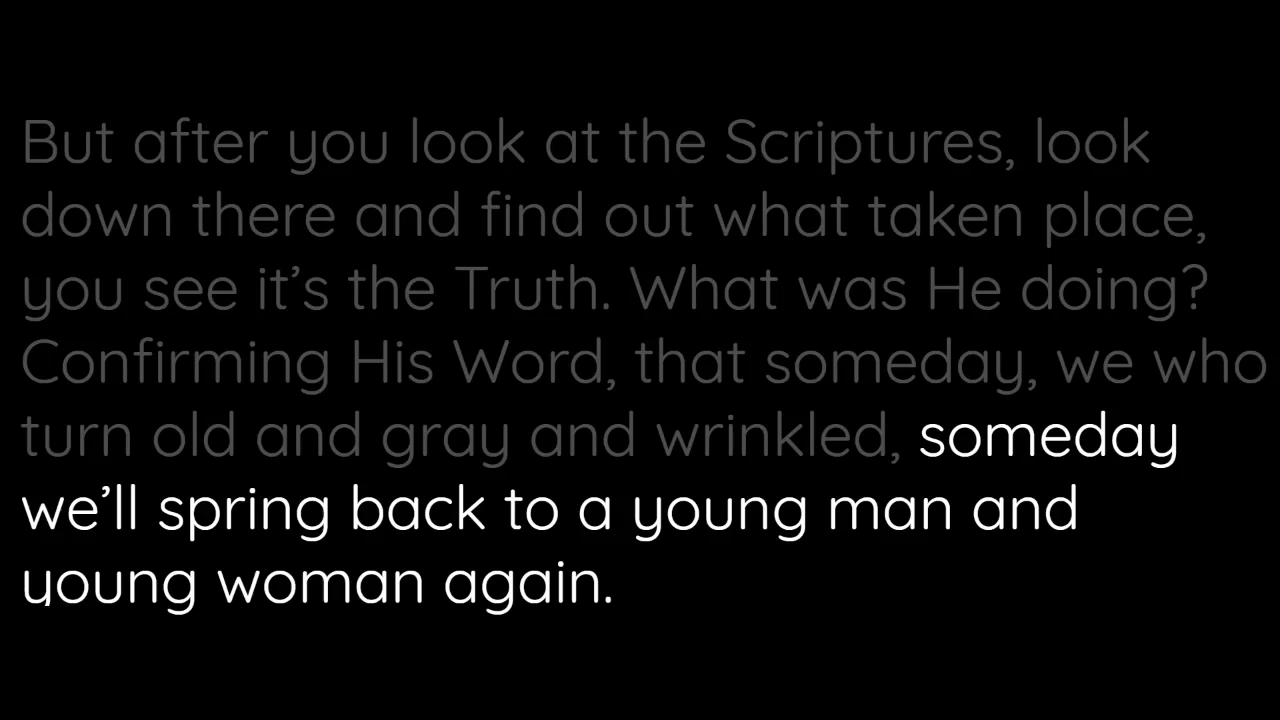 But after you look at the Scriptures, look
down there and find out what taken place,
you see it’s the Truth. What was He doing?
Confirming His Word, that someday, we who
turn old and gray and wrinkled, someday
we’ll spring back to a young man and
young woman again.